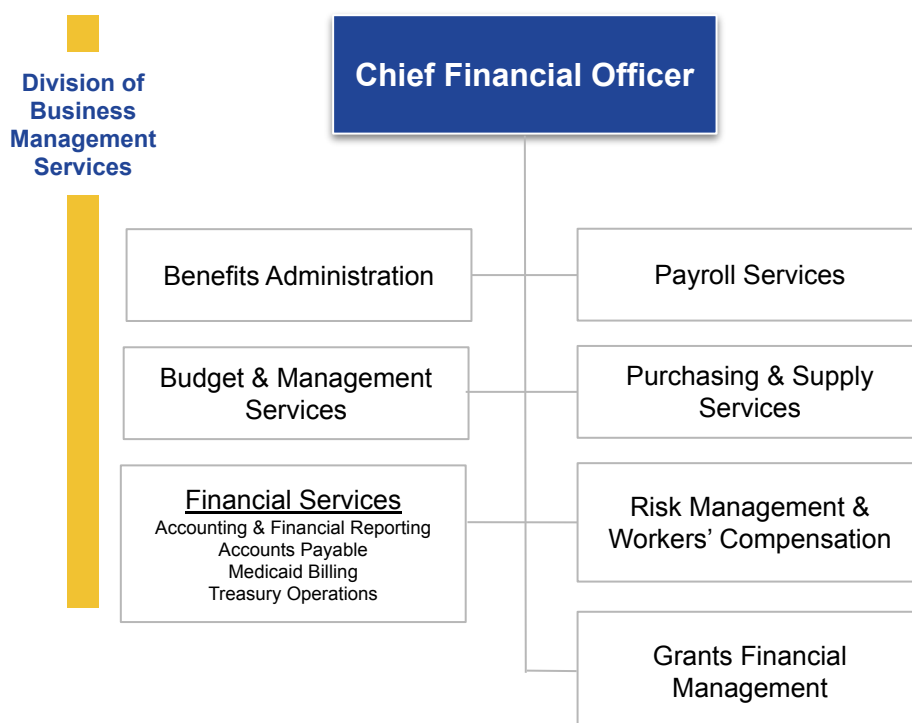 Division of
Business
Management
Services
Chief Financial Officer
Benefits Administration
Payroll Services
Budget & Management
Services
Purchasing & Supply
Services
Financial Services
Accounting & Financial Reporting
Accounts Payable
Medicaid Billing
Treasury Operations
Risk Management &
Workers’ Compensation
Grants Financial
Management